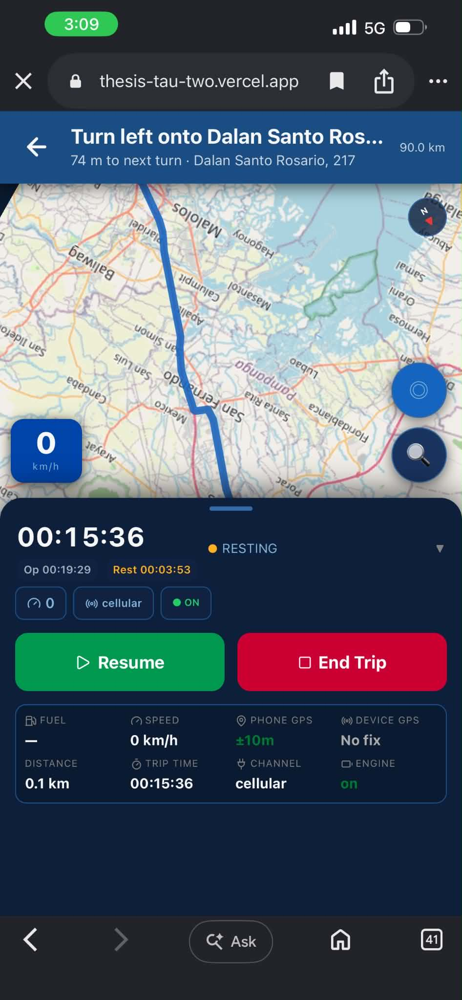 3:09
5G
thesis-tau-two.vercel.app
Turn left onto Dalan Santo Ros...
74 m to next turn · Dalan Santo Rosario, 217
90.0 km
N
Malolos
Plaridel
Hagonoy
Abucay
Baliwag
Samal
Calumpit
Masantol
Orani
Apalit
Hermosa
San Simon
San Luis
Lubao
Pampanga
Candaba
San Fernando
Santa Rita
Mexico
Floridablanca
Arayat
Porac
0
km/h
00:15:36
RESTING
▼
Op 00:19:29
Rest 00:03:53
0
cellular
ON
Resume
End Trip
FUEL
SPEED
PHONE GPS
DEVICE GPS
—
0 km/h
±10m
No fix
DISTANCE
TRIP TIME
CHANNEL
ENGINE
0.1 km
00:15:36
cellular
on
Ask
41